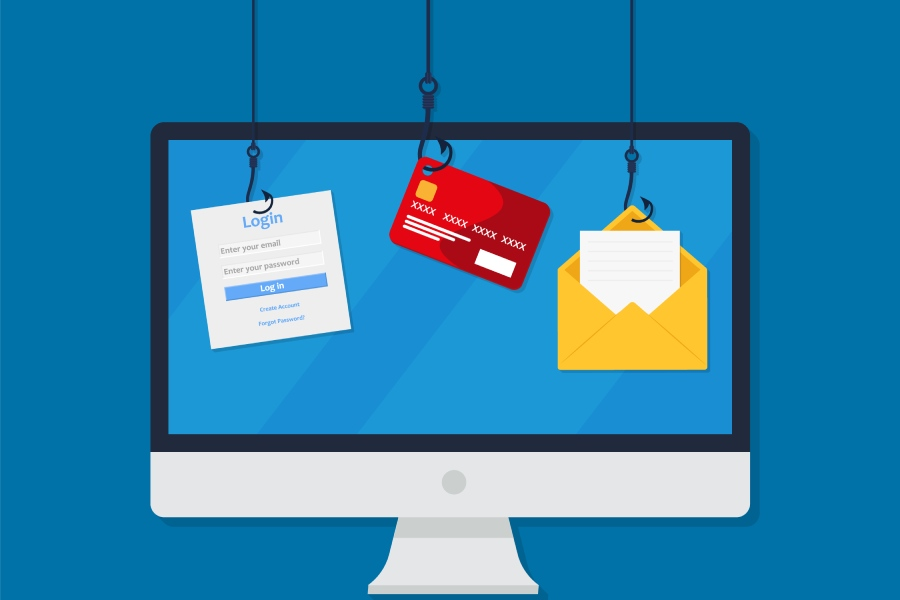 Login
Enter your email
Enter your password
Log in
Create Account
Forgot Password?
XXXX XXXX XXXX XXXX